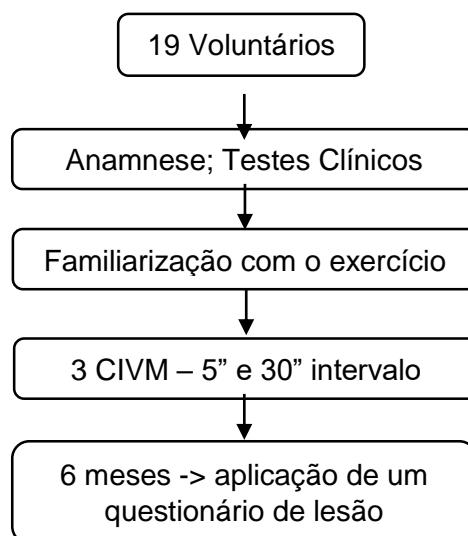 19 Voluntários
Anamnese; Testes Clínicos
Familiarização com o exercício
3 CIVM – 5” e 30” intervalo
6 meses -> aplicação de um
questionário de lesão